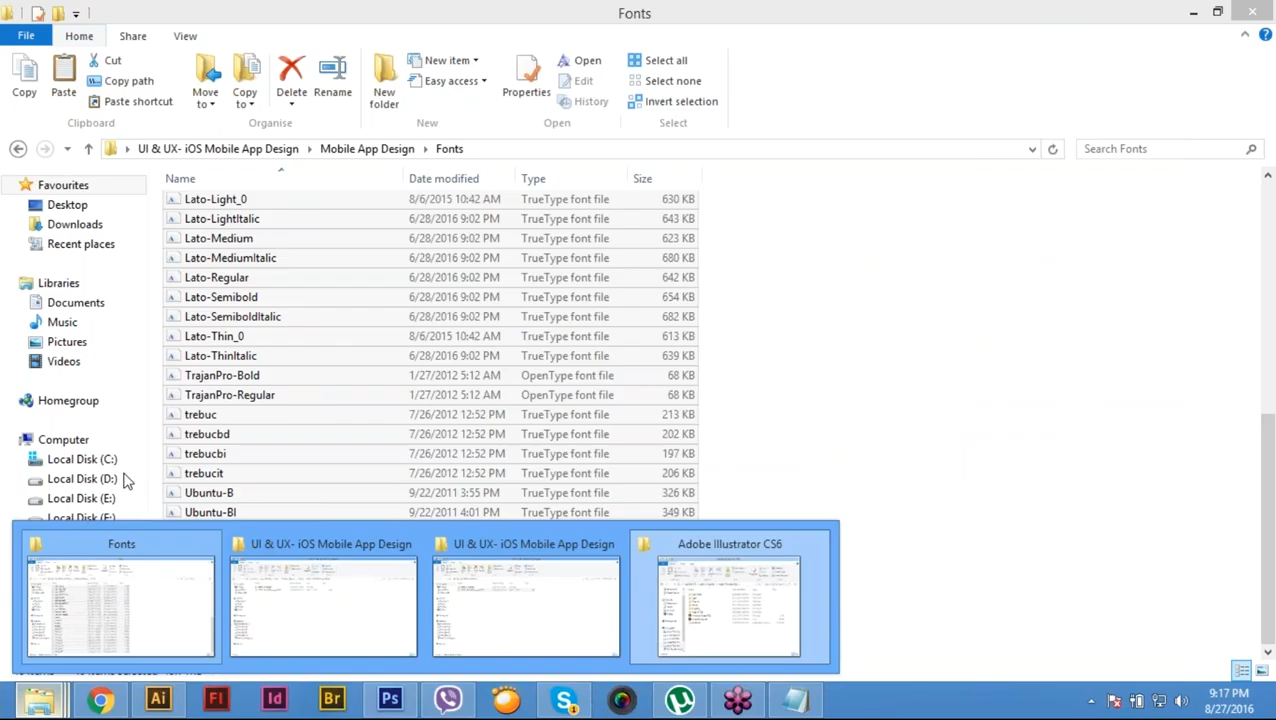 Fonts
File Home Share View
Copy
Paste
Cut
Copy path
Paste shortcut
Clipboard
Move to
Copy to
Delete
Rename
Organise
New folder
New item
Easy access
New
Properties
Open
Edit
History
Open
Select all
Select none
Invert selection
Select
UI & UX- iOS Mobile App Design Mobile App Design Fonts
Search Fonts
Name Date modified Type Size
Favourites
Desktop
Downloads
Recent places
Libraries
Documents
Music
Pictures
Videos
Homegroup
Computer
Local Disk (C:)
Local Disk (D:)
Local Disk (E:)
Local Disk (F:)
Lato-Light_0 8/6/2015 10:42 AM TrueType font file 630 KB
Lato-LightItalic 6/28/2016 9:02 PM TrueType font file 643 KB
Lato-Medium 6/28/2016 9:02 PM TrueType font file 623 KB
Lato-MediumItalic 6/28/2016 9:02 PM TrueType font file 680 KB
Lato-Regular 6/28/2016 9:02 PM TrueType font file 642 KB
Lato-Semibold 6/28/2016 9:02 PM TrueType font file 654 KB
Lato-SemiboldItalic 6/28/2016 9:02 PM TrueType font file 682 KB
Lato-Thin_0 8/6/2015 10:42 AM TrueType font file 613 KB
Lato-ThinItalic 6/28/2016 9:02 PM TrueType font file 639 KB
TrajanPro-Bold 1/27/2012 5:12 AM OpenType font file 68 KB
TrajanPro-Regular 1/27/2012 5:12 AM OpenType font file 68 KB
trebuc 7/26/2012 12:52 PM TrueType font file 213 KB
trebucbd 7/26/2012 12:52 PM TrueType font file 202 KB
trebucbi 7/26/2012 12:52 PM TrueType font file 197 KB
trebucit 7/26/2012 12:52 PM TrueType font file 206 KB
Ubuntu-B 9/22/2011 3:55 PM TrueType font file 326 KB
Ubuntu-BI 9/22/2011 4:01 PM TrueType font file 349 KB
Fonts
UI & UX- iOS Mobile App Design
UI & UX- iOS Mobile App Design
Adobe Illustrator CS6
Ai Fl Id Br Ps
9:17 PM
8/27/2016